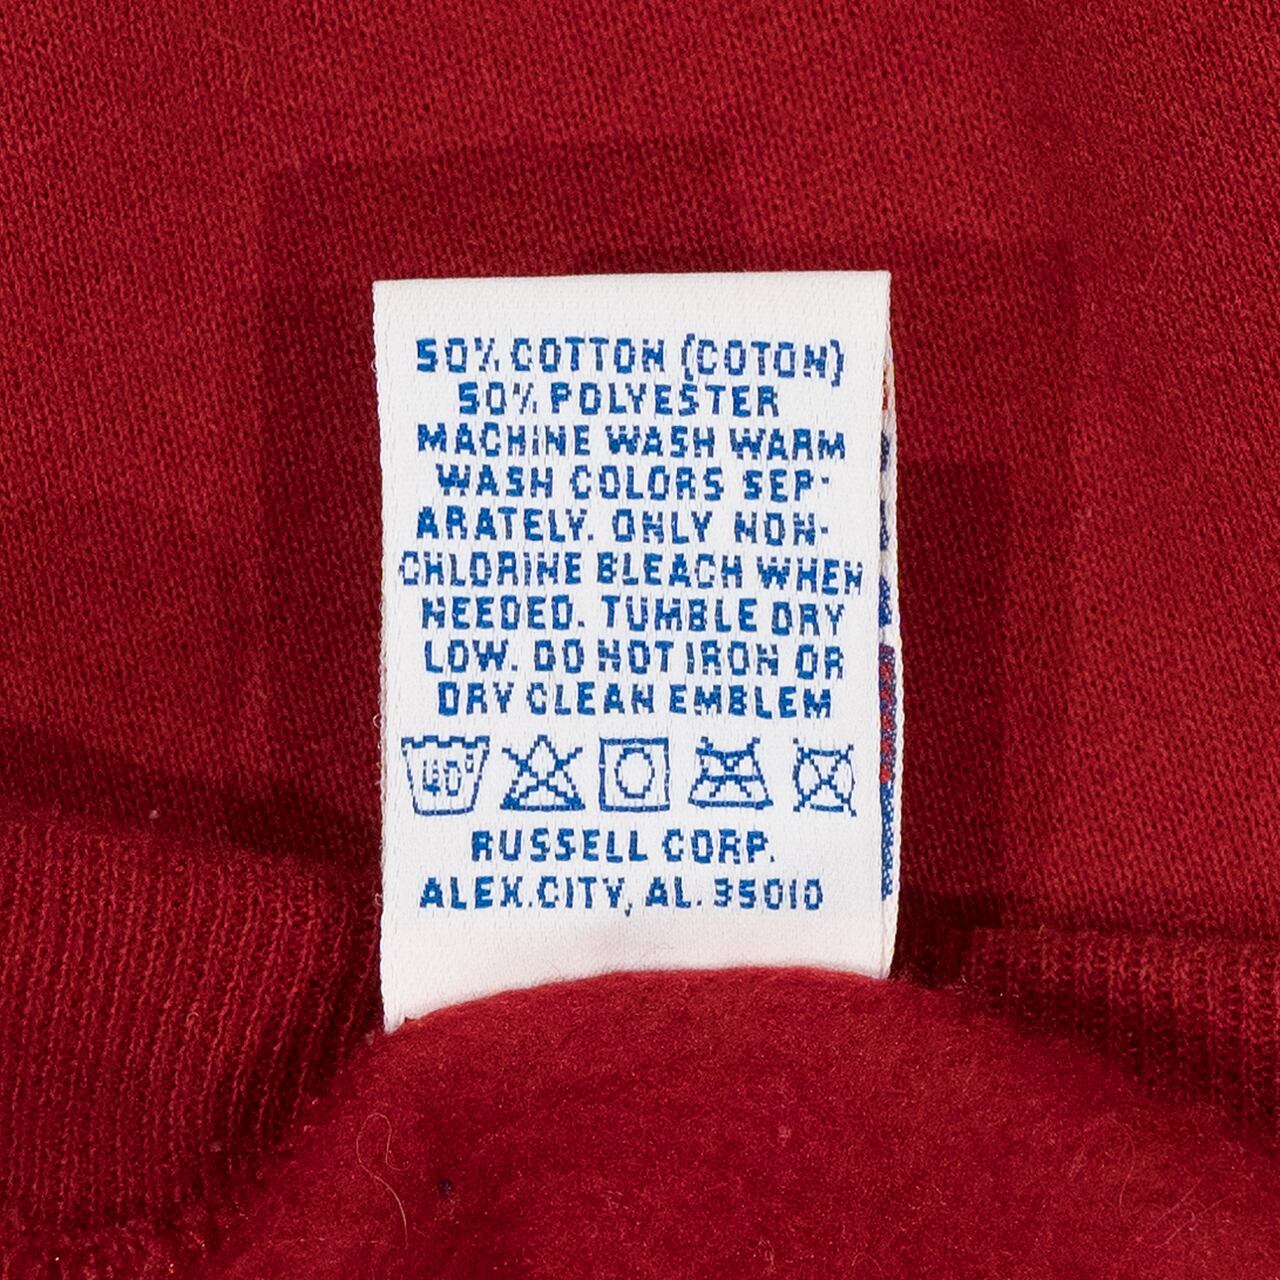 50% COTTON (COTON)
50% POLYESTER
MACHINE WASH WARM
WASH COLORS SEP-
ARATELY. ONLY NON-
CHLORINE BLEACH WHEN
NEEDED. TUMBLE DRY
LOW. DO NOT IRON OR
DRY CLEAN EMBLEM
40°
RUSSELL CORP.
ALEX.CITY, AL. 35010